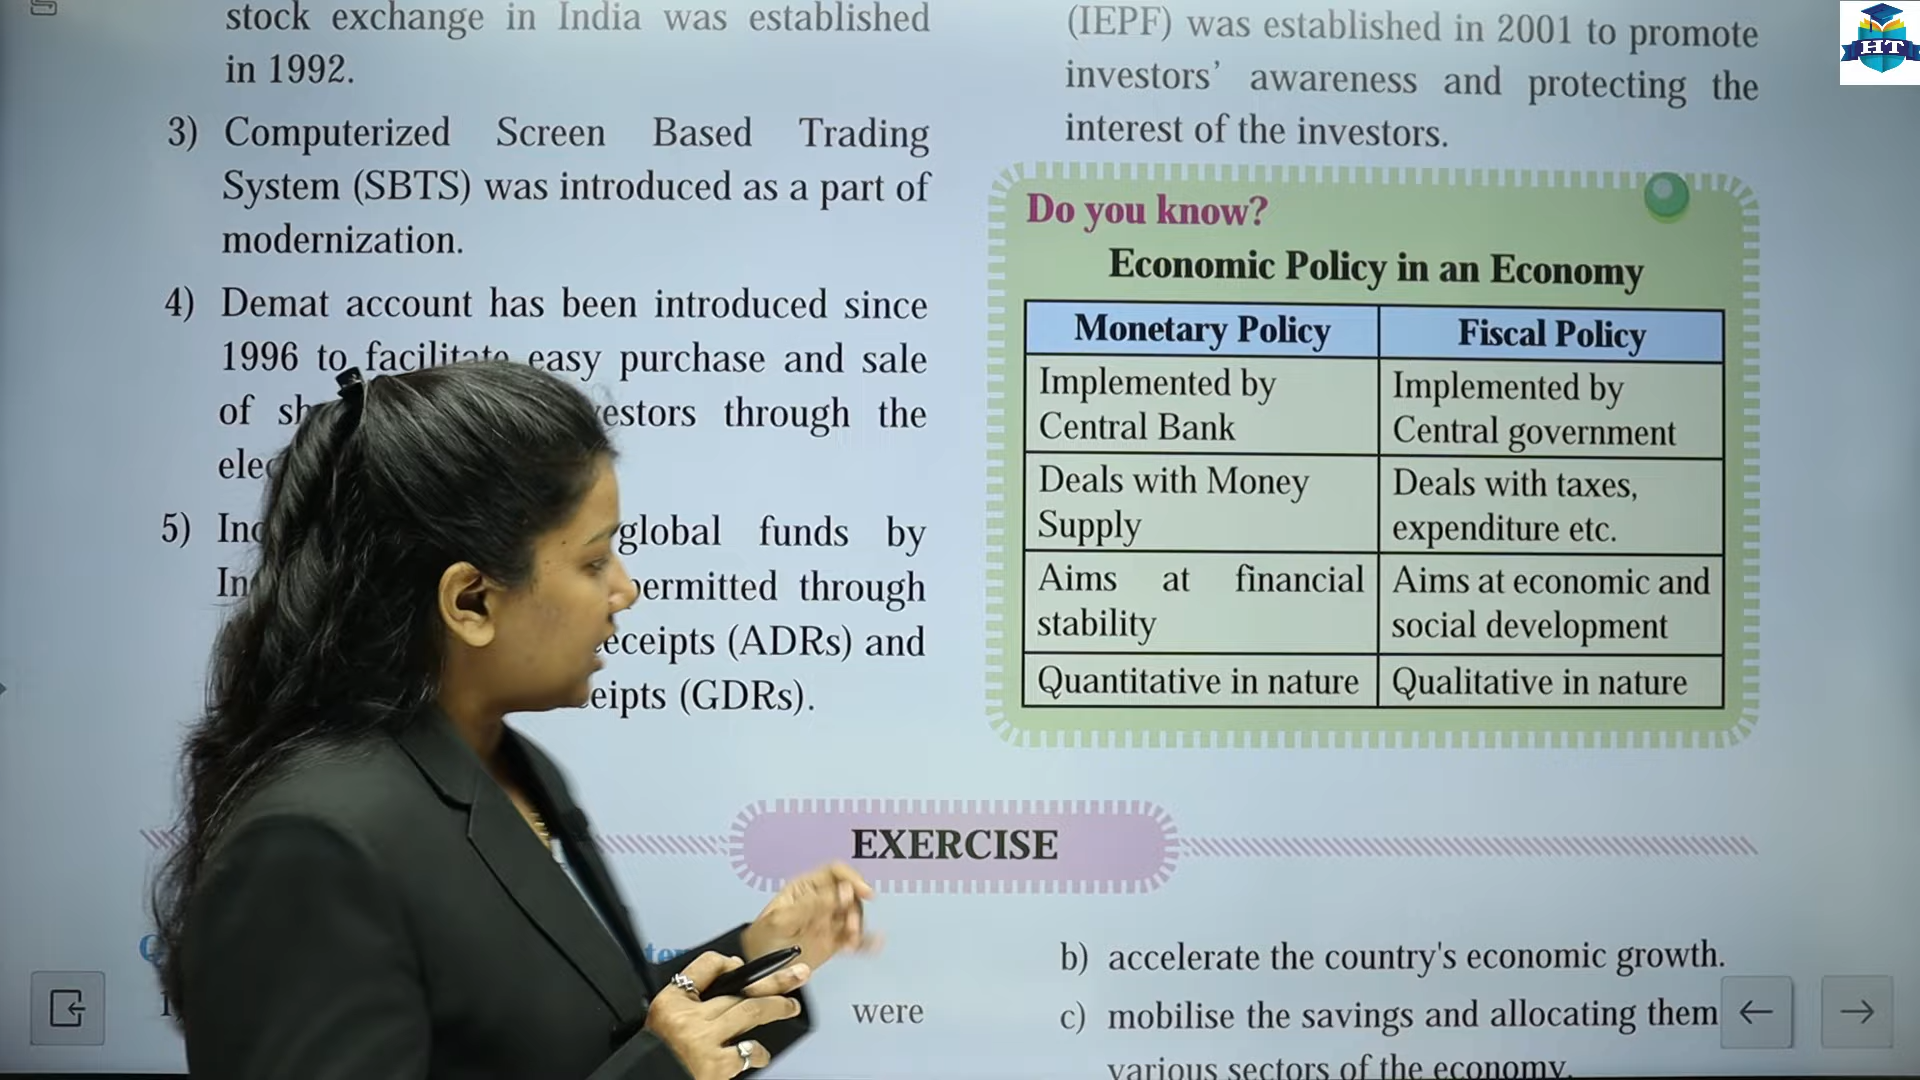 stock exchange in India was established
in 1992.
3) Computerized Screen Based Trading
System (SBTS) was introduced as a part of
modernization.
4) Demat account has been introduced since
1996 to facilitate easy purchase and sale
of through the
5) global funds by
permitted through
(ADRs) and
(GDRs).
(IEPF) was established in 2001 to promote
investors’ awareness and protecting the
interest of the investors.
HT
Do you know?
Economic Policy in an Economy
Monetary Policy Fiscal Policy
Implemented by Implemented by
Central Bank Central government
Deals with Money Deals with taxes,
Supply expenditure etc.
Aims at financial Aims at economic and
stability social development
Quantitative in nature Qualitative in nature
EXERCISE
were
b) accelerate the country's economic growth.
c) mobilise the savings and allocating them
various sectors of the economy.